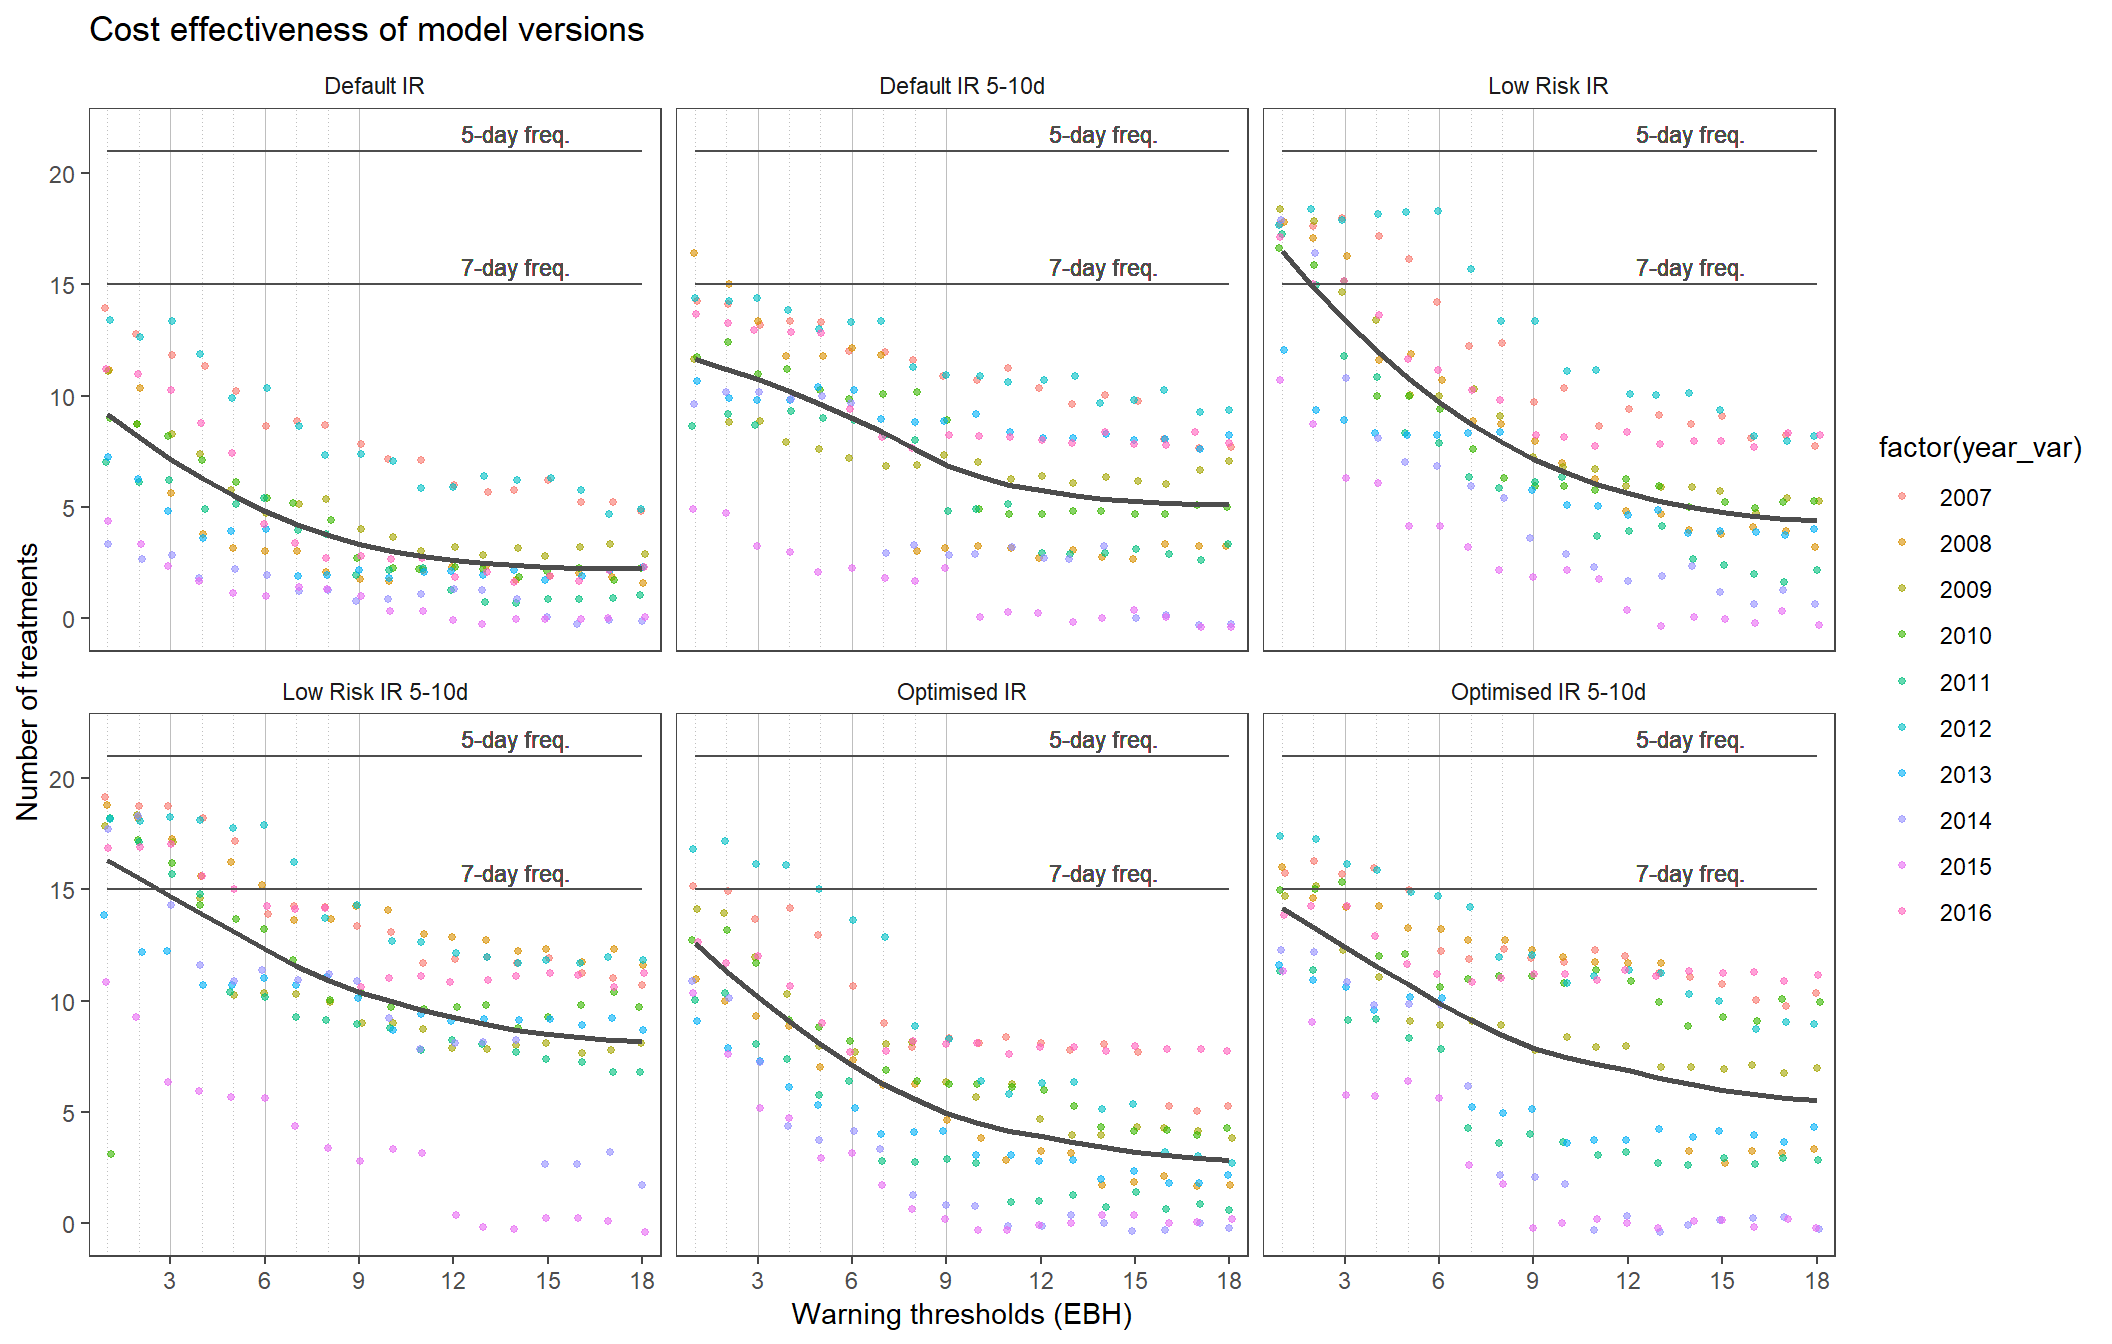 Cost effectiveness of model versions
Default IR
Default IR 5-10d
Low Risk IR
5-day freq.
5-day freq.
5-day freq.
7-day freq.
7-day freq.
7-day freq.
20
15
10
5
0
Low Risk IR 5-10d
Optimised IR
Optimised IR 5-10d
5-day freq.
5-day freq.
5-day freq.
7-day freq.
7-day freq.
7-day freq.
20
15
10
5
0
3 6 9 12 15 18
3 6 9 12 15 18
3 6 9 12 15 18
Number of treatments
Warning thresholds (EBH)
factor(year_var)
2007
2008
2009
2010
2011
2012
2013
2014
2015
2016